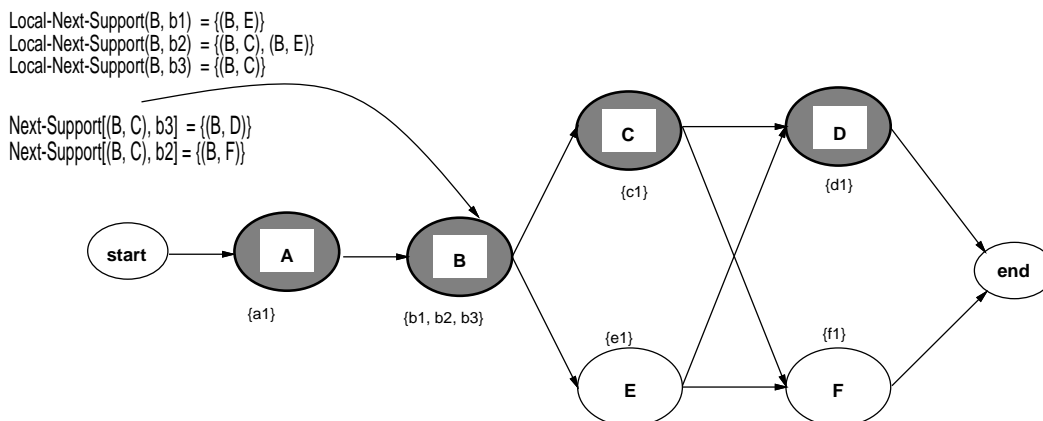 Local-Next-Support(B, b1) = {(B, E)}
Local-Next-Support(B, b2) = {(B, C), (B, E)}
Local-Next-Support(B, b3) = {(B, C)}
Next-Support[(B, C), b3] = {(B, D)}
Next-Support[(B, C), b2] = {(B, F)}
C
D
{c1}
{d1}
start
A
B
end
{a1}
{b1, b2, b3}
{e1}
{f1}
E
F